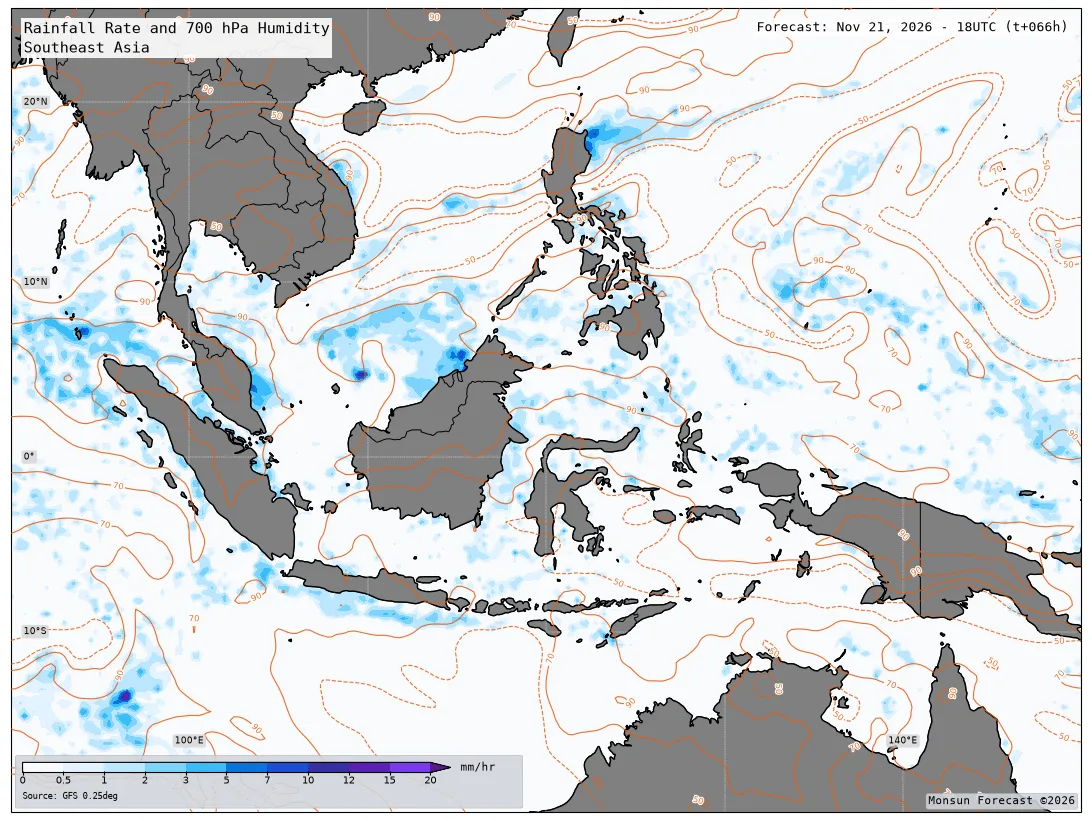 Rainfall Rate and 700 hPa Humidity
Southeast Asia
Forecast: Nov 21, 2026 - 18UTC (t+066h)
20°N
10°N
0°
10°S
100°E
140°E
0 0.5 1 2 3 5 7 10 12 15 20 mm/hr
Source: GFS 0.25deg
Monsun Forecast ©2026